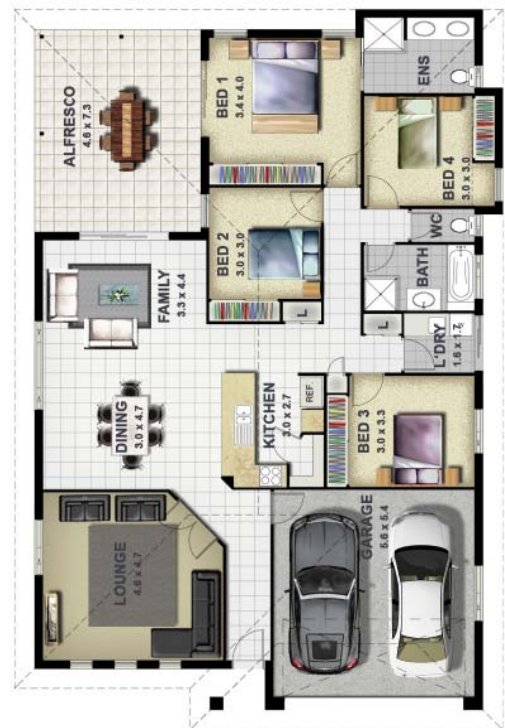 ALFRESCO
4.6 x 7.3
BED 1
3.4 x 4.0
ENS
BED 4
3.0 x 3.0
WC
BED 2
3.0 x 3.0
BATH
FAMILY
3.3 x 4.4
L
L
L'DRY
1.6 x 1.7
DINING
3.0 x 4.7
KITCHEN
3.0 x 2.7
REF.
BED 3
3.0 x 3.3
LOUNGE
4.6 x 4.7
GARAGE
5.6 x 5.4